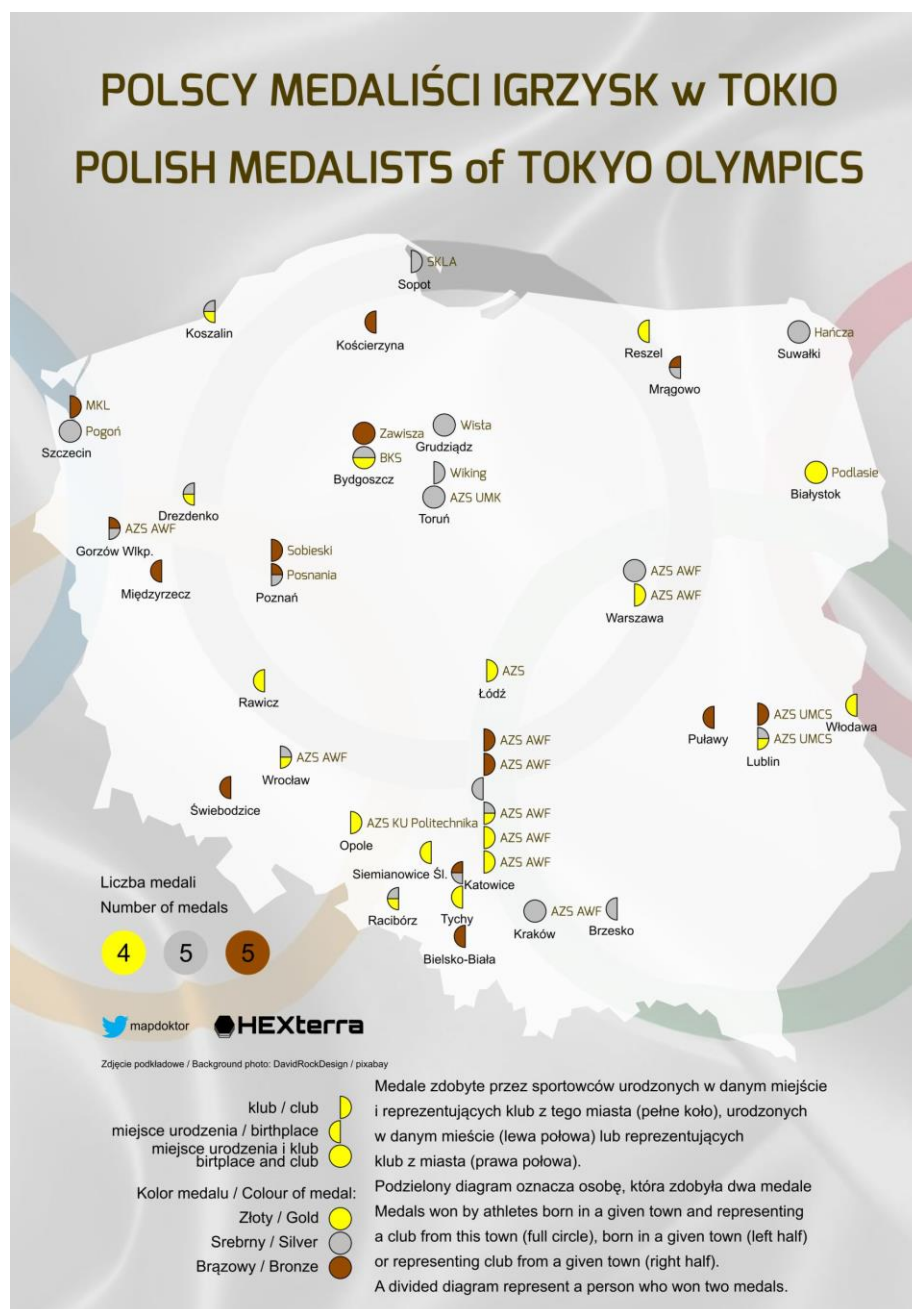 POLSCY MEDALIŚCI IGRZYSK w TOKIO
POLISH MEDALISTS of TOKYO OLYMPICS
SKLA
Sopot
Koszalin
Kościerzyna
Reszel
Hańcza
Suwałki
Mrągowo
MKL
Pogoń
Szczecin
Zawisza
BKS
Bydgoszcz
Wisła
Grudziądz
Wiking
AZS UMK
Toruń
Podlasie
Białystok
Drezdenko
AZS AWF
Gorzów Wlkp.
Międzyrzecz
Sobieski
Posnania
Poznań
AZS AWF
AZS AWF
Warszawa
Rawicz
AZS
Łódź
Puławy
AZS UMCS
AZS UMCS
Lublin
Włodawa
AZS AWF
Wrocław
Świebodzice
AZS AWF
AZS AWF
AZS AWF
AZS AWF
AZS AWF
Katowice
AZS KU Politechnika
Opole
Siemianowice Śl.
Racibórz
Tychy
Bielsko-Biała
AZS AWF
Kraków
Brzesko
Liczba medali
Number of medals
4 5 5
mapdoktor HEXterra
Zdjęcie podkładowe / Background photo: DavidRockDesign / pixabay
klub / club
miejsce urodzenia / birthplace
miejsce urodzenia i klub
birtplace and club
Kolor medalu / Colour of medal:
Złoty / Gold
Srebrny / Silver
Brązowy / Bronze
Medale zdobyte przez sportowców urodzonych w danym miejście
i reprezentujących klub z tego miasta (pełne koło), urodzonych
w danym mieście (lewa połowa) lub reprezentujących
klub z miasta (prawa połowa).
Podzielony diagram oznacza osobę, która zdobyła dwa medale
Medals won by athletes born in a given town and representing
a club from this town (full circle), born in a given town (left half)
or representing club from a given town (right half).
A divided diagram represent a person who won two medals.